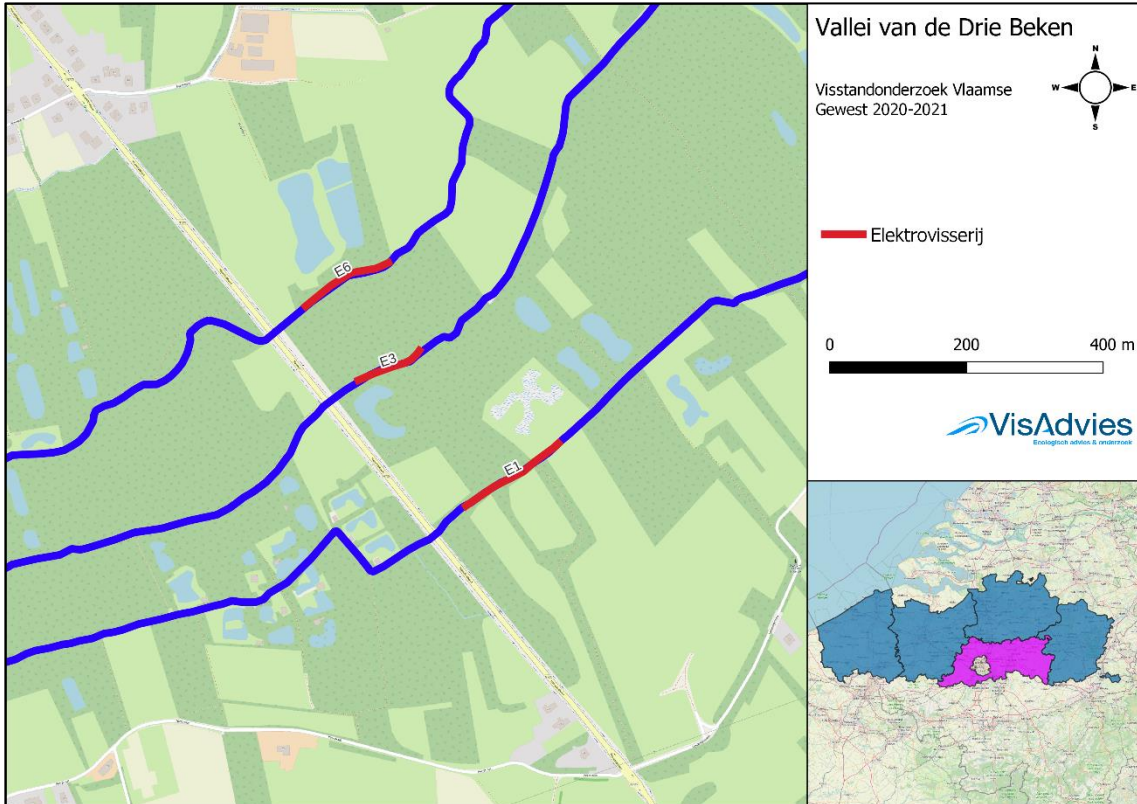 Vallei van de Drie Beken
Visstandonderzoek Vlaamse
Gewest 2020-2021
N
W
E
S
Elektrovisserij
0
200
400 m
VisAdvies
Ecologisch advies & onderzoek
E6
E3
E1